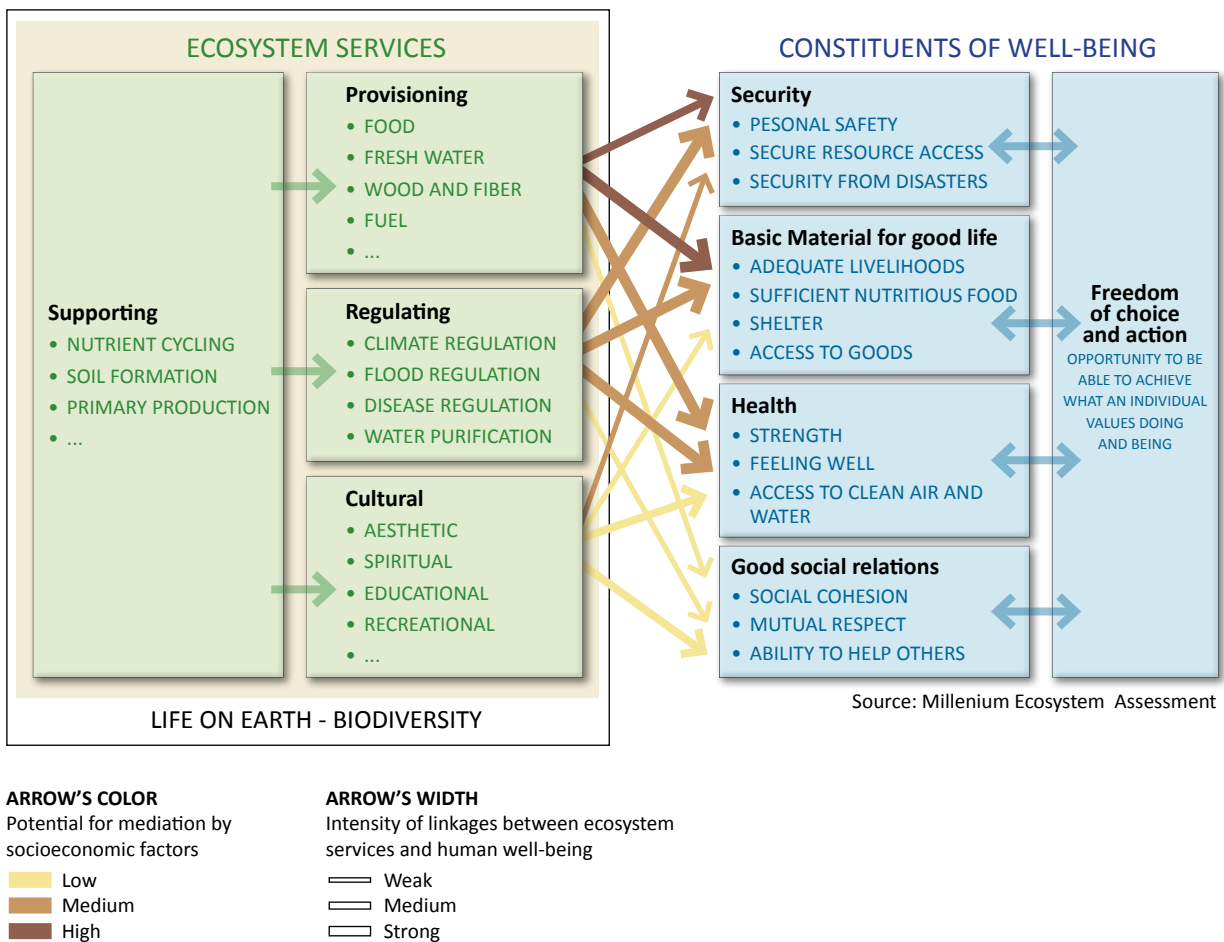 ECOSYSTEM SERVICES
Supporting
• NUTRIENT CYCLING
• SOIL FORMATION
• PRIMARY PRODUCTION
• ...
Provisioning
• FOOD
• FRESH WATER
• WOOD AND FIBER
• FUEL
• ...
Regulating
• CLIMATE REGULATION
• FLOOD REGULATION
• DISEASE REGULATION
• WATER PURIFICATION
Cultural
• AESTHETIC
• SPIRITUAL
• EDUCATIONAL
• RECREATIONAL
• ...
LIFE ON EARTH - BIODIVERSITY
CONSTITUENTS OF WELL-BEING
Security
• PESONAL SAFETY
• SECURE RESOURCE ACCESS
• SECURITY FROM DISASTERS
Basic Material for good life
• ADEQUATE LIVELIHOODS
• SUFFICIENT NUTRITIOUS FOOD
• SHELTER
• ACCESS TO GOODS
Health
• STRENGTH
• FEELING WELL
• ACCESS TO CLEAN AIR AND
WATER
Good social relations
• SOCIAL COHESION
• MUTUAL RESPECT
• ABILITY TO HELP OTHERS
Freedom
of choice
and action
OPPORTUNITY TO BE
ABLE TO ACHIEVE
WHAT AN INDIVIDUAL
VALUES DOING
AND BEING
Source: Millenium Ecosystem Assessment
ARROW'S COLOR
Potential for mediation by
socioeconomic factors
Low
Medium
High
ARROW'S WIDTH
Intensity of linkages between ecosystem
services and human well-being
Weak
Medium
Strong